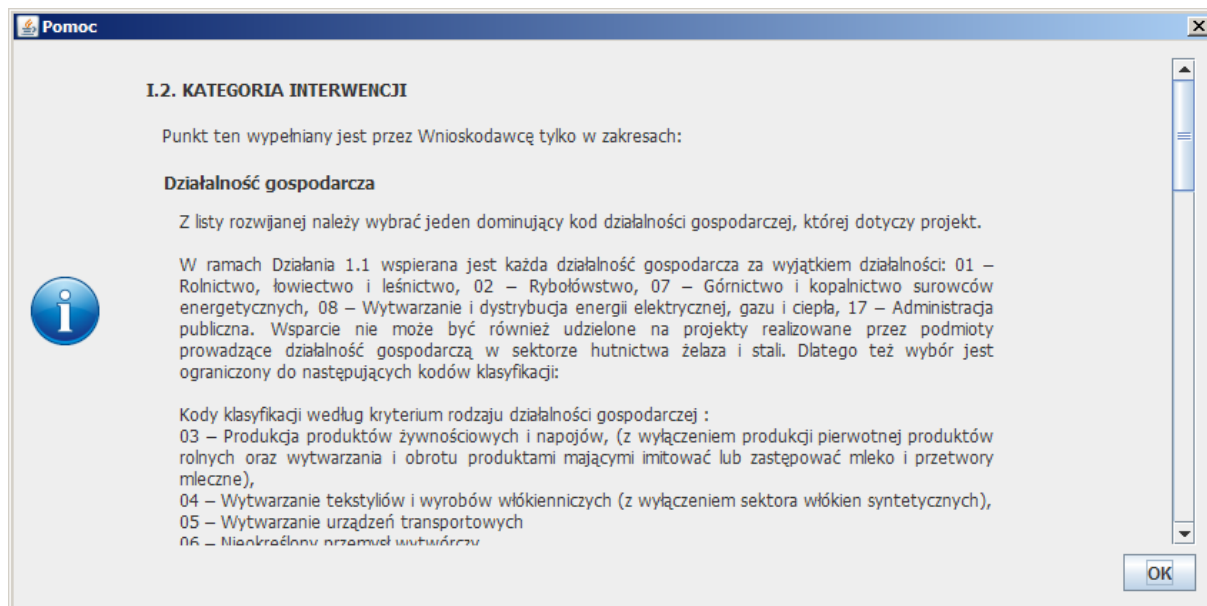 Pomoc
I.2. KATEGORIA INTERWENCJI
Punkt ten wypełniany jest przez Wnioskodawcę tylko w zakresach:
Działalność gospodarcza
Z listy rozwijanej należy wybrać jeden dominujący kod działalności gospodarczej, której dotyczy projekt.
W ramach Działania 1.1 wspierana jest każda działalność gospodarcza za wyjątkiem działalności: 01 –
Rolnictwo, łowiectwo i leśnictwo, 02 – Rybołówstwo, 07 – Górnictwo i kopalnictwo surowców
energetycznych, 08 – Wytwarzanie i dystrybucja energii elektrycznej, gazu i ciepła, 17 – Administracja
publiczna. Wsparcie nie może być również udzielone na projekty realizowane przez podmioty
prowadzące działalność gospodarczą w sektorze hutnictwa żelaza i stali. Dlatego też wybór jest
ograniczony do następujących kodów klasyfikacji:
Kody klasyfikacji według kryterium rodzaju działalności gospodarczej :
03 – Produkcja produktów żywnościowych i napojów, (z wyłączeniem produkcji pierwotnej produktów
rolnych oraz wytwarzania i obrotu produktami mającymi imitować lub zastępować mleko i przetwory
mleczne),
04 – Wytwarzanie tekstyliów i wyrobów włókienniczych (z wyłączeniem sektora włókien syntetycznych),
05 – Wytwarzanie urządzeń transportowych
06 – Nieokreślony przemysł wytwórczy
OK